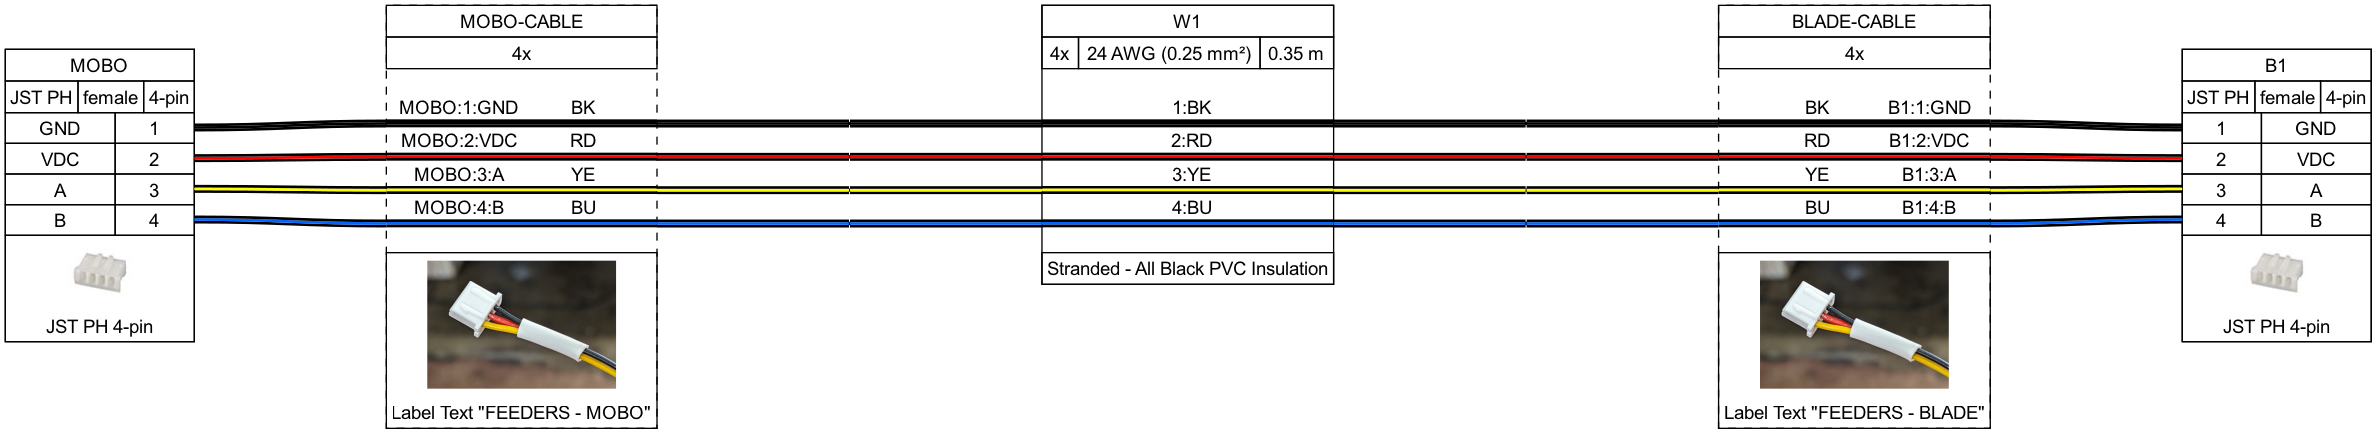 MOBO-CABLE
4x
W1
4x 24 AWG (0.25 mm²) 0.35 m
BLADE-CABLE
4x
MOBO
JST PH female 4-pin
GND 1
VDC 2
A 3
B 4
JST PH 4-pin
MOBO:1:GND BK
MOBO:2:VDC RD
MOBO:3:A YE
MOBO:4:B BU
Label Text "FEEDERS - MOBO"
1:BK
2:RD
3:YE
4:BU
Stranded - All Black PVC Insulation
BK B1:1:GND
RD B1:2:VDC
YE B1:3:A
BU B1:4:B
Label Text "FEEDERS - BLADE"
B1
JST PH female 4-pin
1 GND
2 VDC
3 A
4 B
JST PH 4-pin